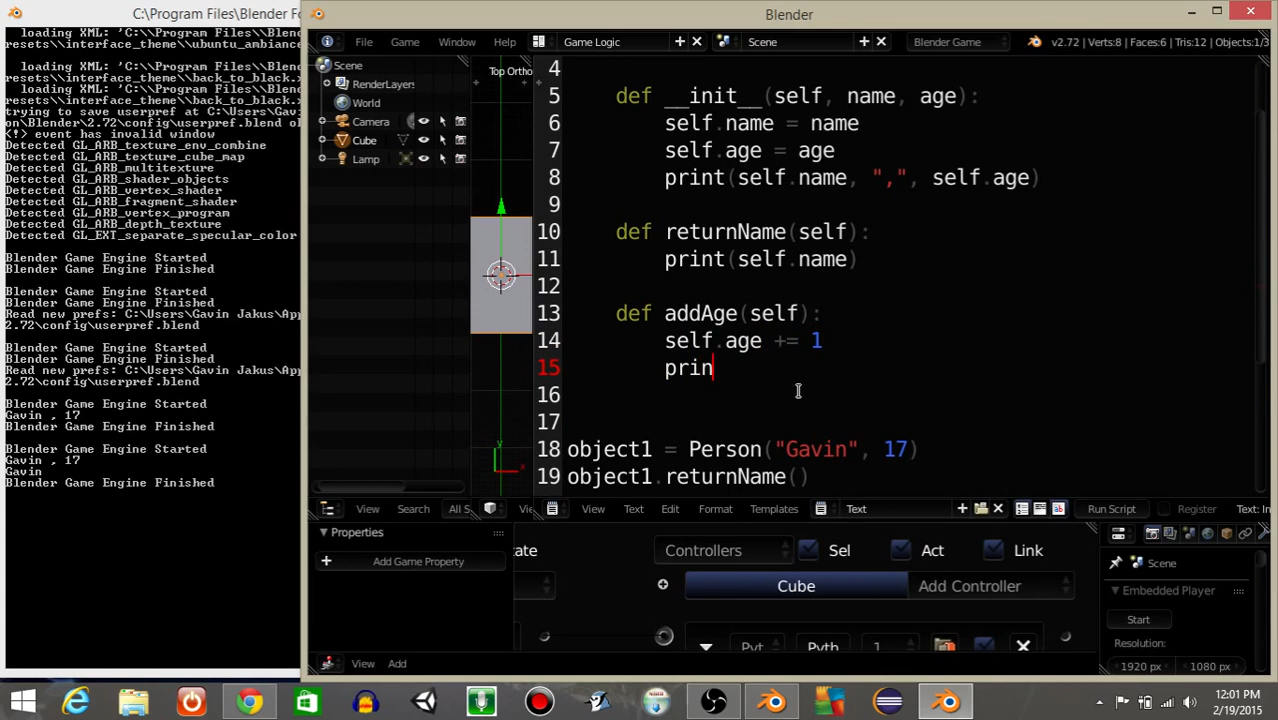 C:\Program Files\Blender Fo
loading XML: 'C:\\Program Files\\Blen
resets\\interface_theme\\ubuntu_ambianc
loading XML: 'C:\\Program Files\\Blen
resets\\interface_theme\\back_to_black.x
loading XML: 'C:\\Program Files\\Blen
resets\\interface_theme\\back_to_black.x
trying to save userpref at C:\Users\Gavi
on\Blender\2.72\config\userpref.blend ok
<!> event has invalid window
Detected GL_ARB_texture_env_combine
Detected GL_ARB_texture_cube_map
Detected GL_ARB_multitexture
Detected GL_ARB_shader_objects
Detected GL_ARB_vertex_shader
Detected GL_ARB_fragment_shader
Detected GL_ARB_vertex_program
Detected GL_ARB_depth_texture
Detected GL_EXT_separate_specular_color
Blender Game Engine Started
Blender Game Engine Finished
Blender Game Engine Started
Blender Game Engine Finished
Read new prefs: C:\Users\Gavin Jakus\App
2.72\config\userpref.blend
Blender Game Engine Started
Blender Game Engine Finished
Read new prefs: C:\Users\Gavin Jakus\App
2.72\config\userpref.blend
Blender Game Engine Started
Gavin , 17
Blender Game Engine Finished
Blender Game Engine Started
Gavin , 17
Gavin
Blender Game Engine Finished
Blender
File Game Window Help Game Logic Scene Blender Game v2.72 | Verts:8 | Faces:6 | Tris:12 | Objects:1/3
Scene
RenderLayers
World
Camera
Cube
Lamp
View Search All S
Top Ortho
y
x
4
5 def __init__(self, name, age):
6 self.name = name
7 self.age = age
8 print(self.name, ",", self.age)
9
10 def returnName(self):
11 print(self.name)
12
13 def addAge(self):
14 self.age += 1
15 prin
16
17
18 object1 = Person("Gavin", 17)
19 object1.returnName()
View Text Edit Format Templates Text Run Script Register Text: In
Properties
Add Game Property
tate Controllers Sel Act Link
Cube Add Controller
Pyt Pyth 1
View Add
Scene
Embedded Player
Start
Resolution:
1920 px 1080 px
12:01 PM
2/19/2015